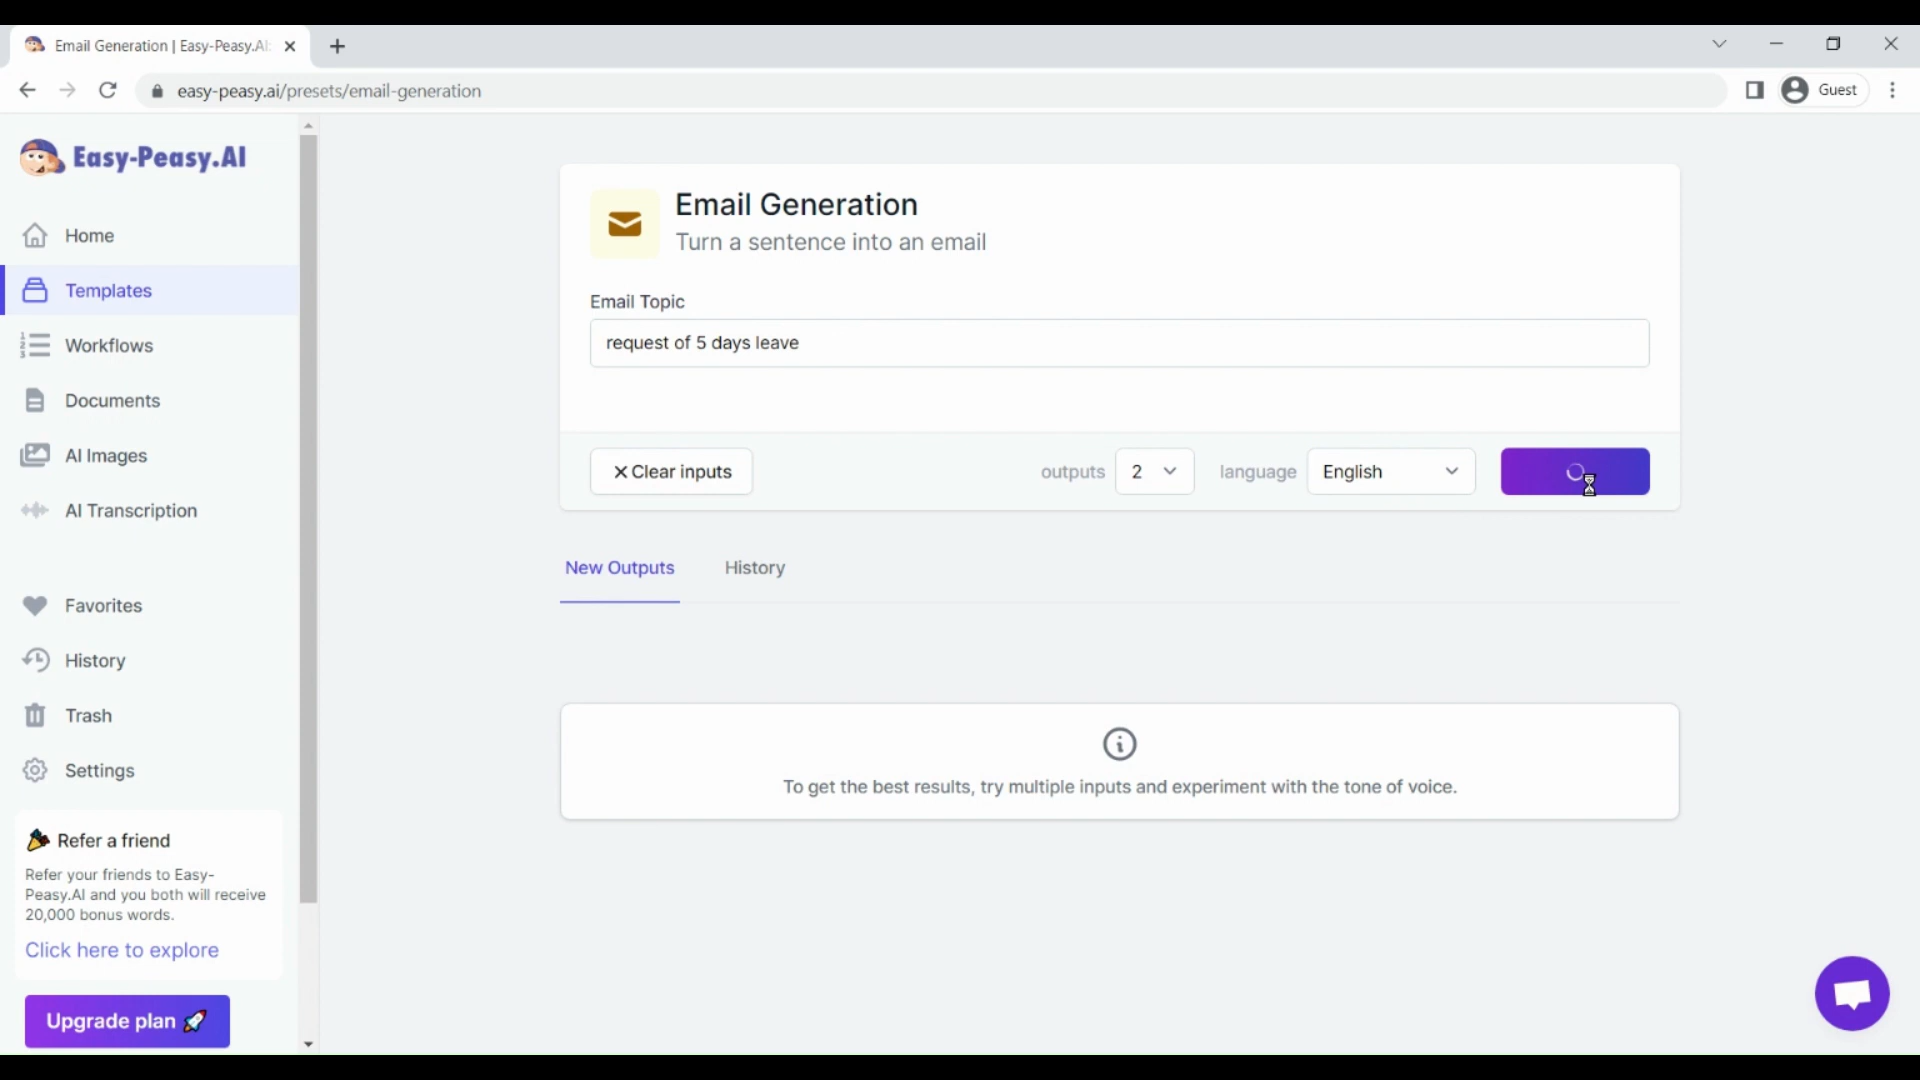 Email Generation | Easy-Peasy.AI
easy-peasy.ai/presets/email-generation
Guest
Easy-Peasy.AI
Home
Templates
Workflows
Documents
AI Images
AI Transcription
Favorites
History
Trash
Settings
Refer a friend
Refer your friends to Easy-
Peasy.AI and you both will receive
20,000 bonus words.
Click here to explore
Upgrade plan
Email Generation
Turn a sentence into an email
Email Topic
request of 5 days leave
Clear inputs
outputs 2 language English
New Outputs History
To get the best results, try multiple inputs and experiment with the tone of voice.